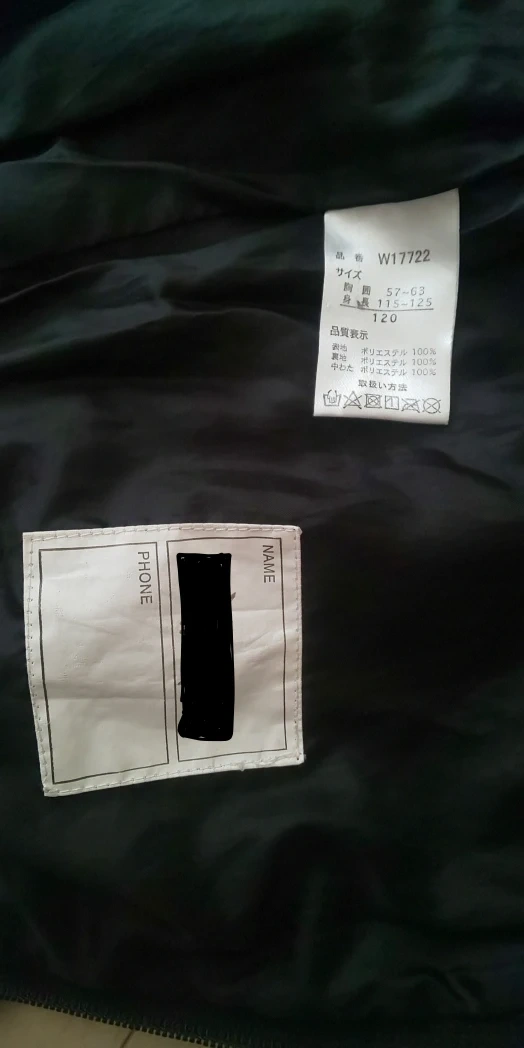 品番 W17722
サイズ
胸囲 57~63
身長 115~125
120
品質表示
表地 ポリエステル 100%
裏地 ポリエステル 100%
中わた ポリエステル 100%
取扱い方法
NAME
PHONE